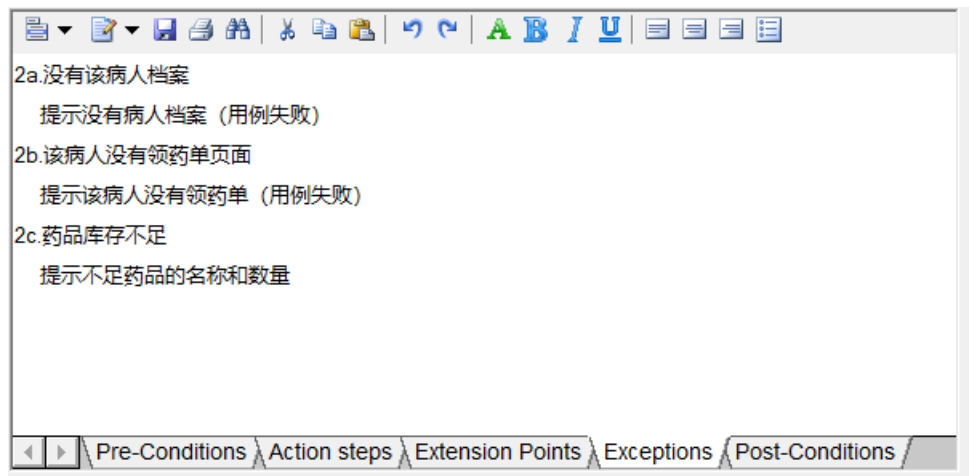 A B I U
2a.没有该病人档案
提示没有病人档案（用例失败）
2b.该病人没有领药单页面
提示该病人没有领药单（用例失败）
2c.药品库存不足
提示不足药品的名称和数量
Pre-Conditions Action steps Extension Points Exceptions Post-Conditions